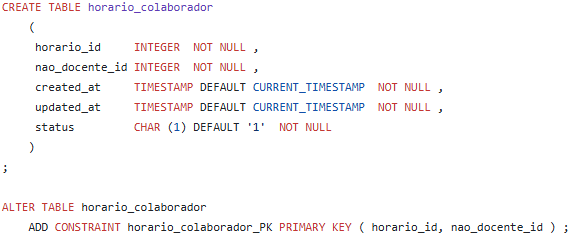 CREATE TABLE horario_colaborador
(
horario_id INTEGER NOT NULL ,
nao_docente_id INTEGER NOT NULL ,
created_at TIMESTAMP DEFAULT CURRENT_TIMESTAMP NOT NULL ,
updated_at TIMESTAMP DEFAULT CURRENT_TIMESTAMP NOT NULL ,
status CHAR (1) DEFAULT '1' NOT NULL
)
;
ALTER TABLE horario_colaborador
ADD CONSTRAINT horario_colaborador_PK PRIMARY KEY ( horario_id, nao_docente_id ) ;